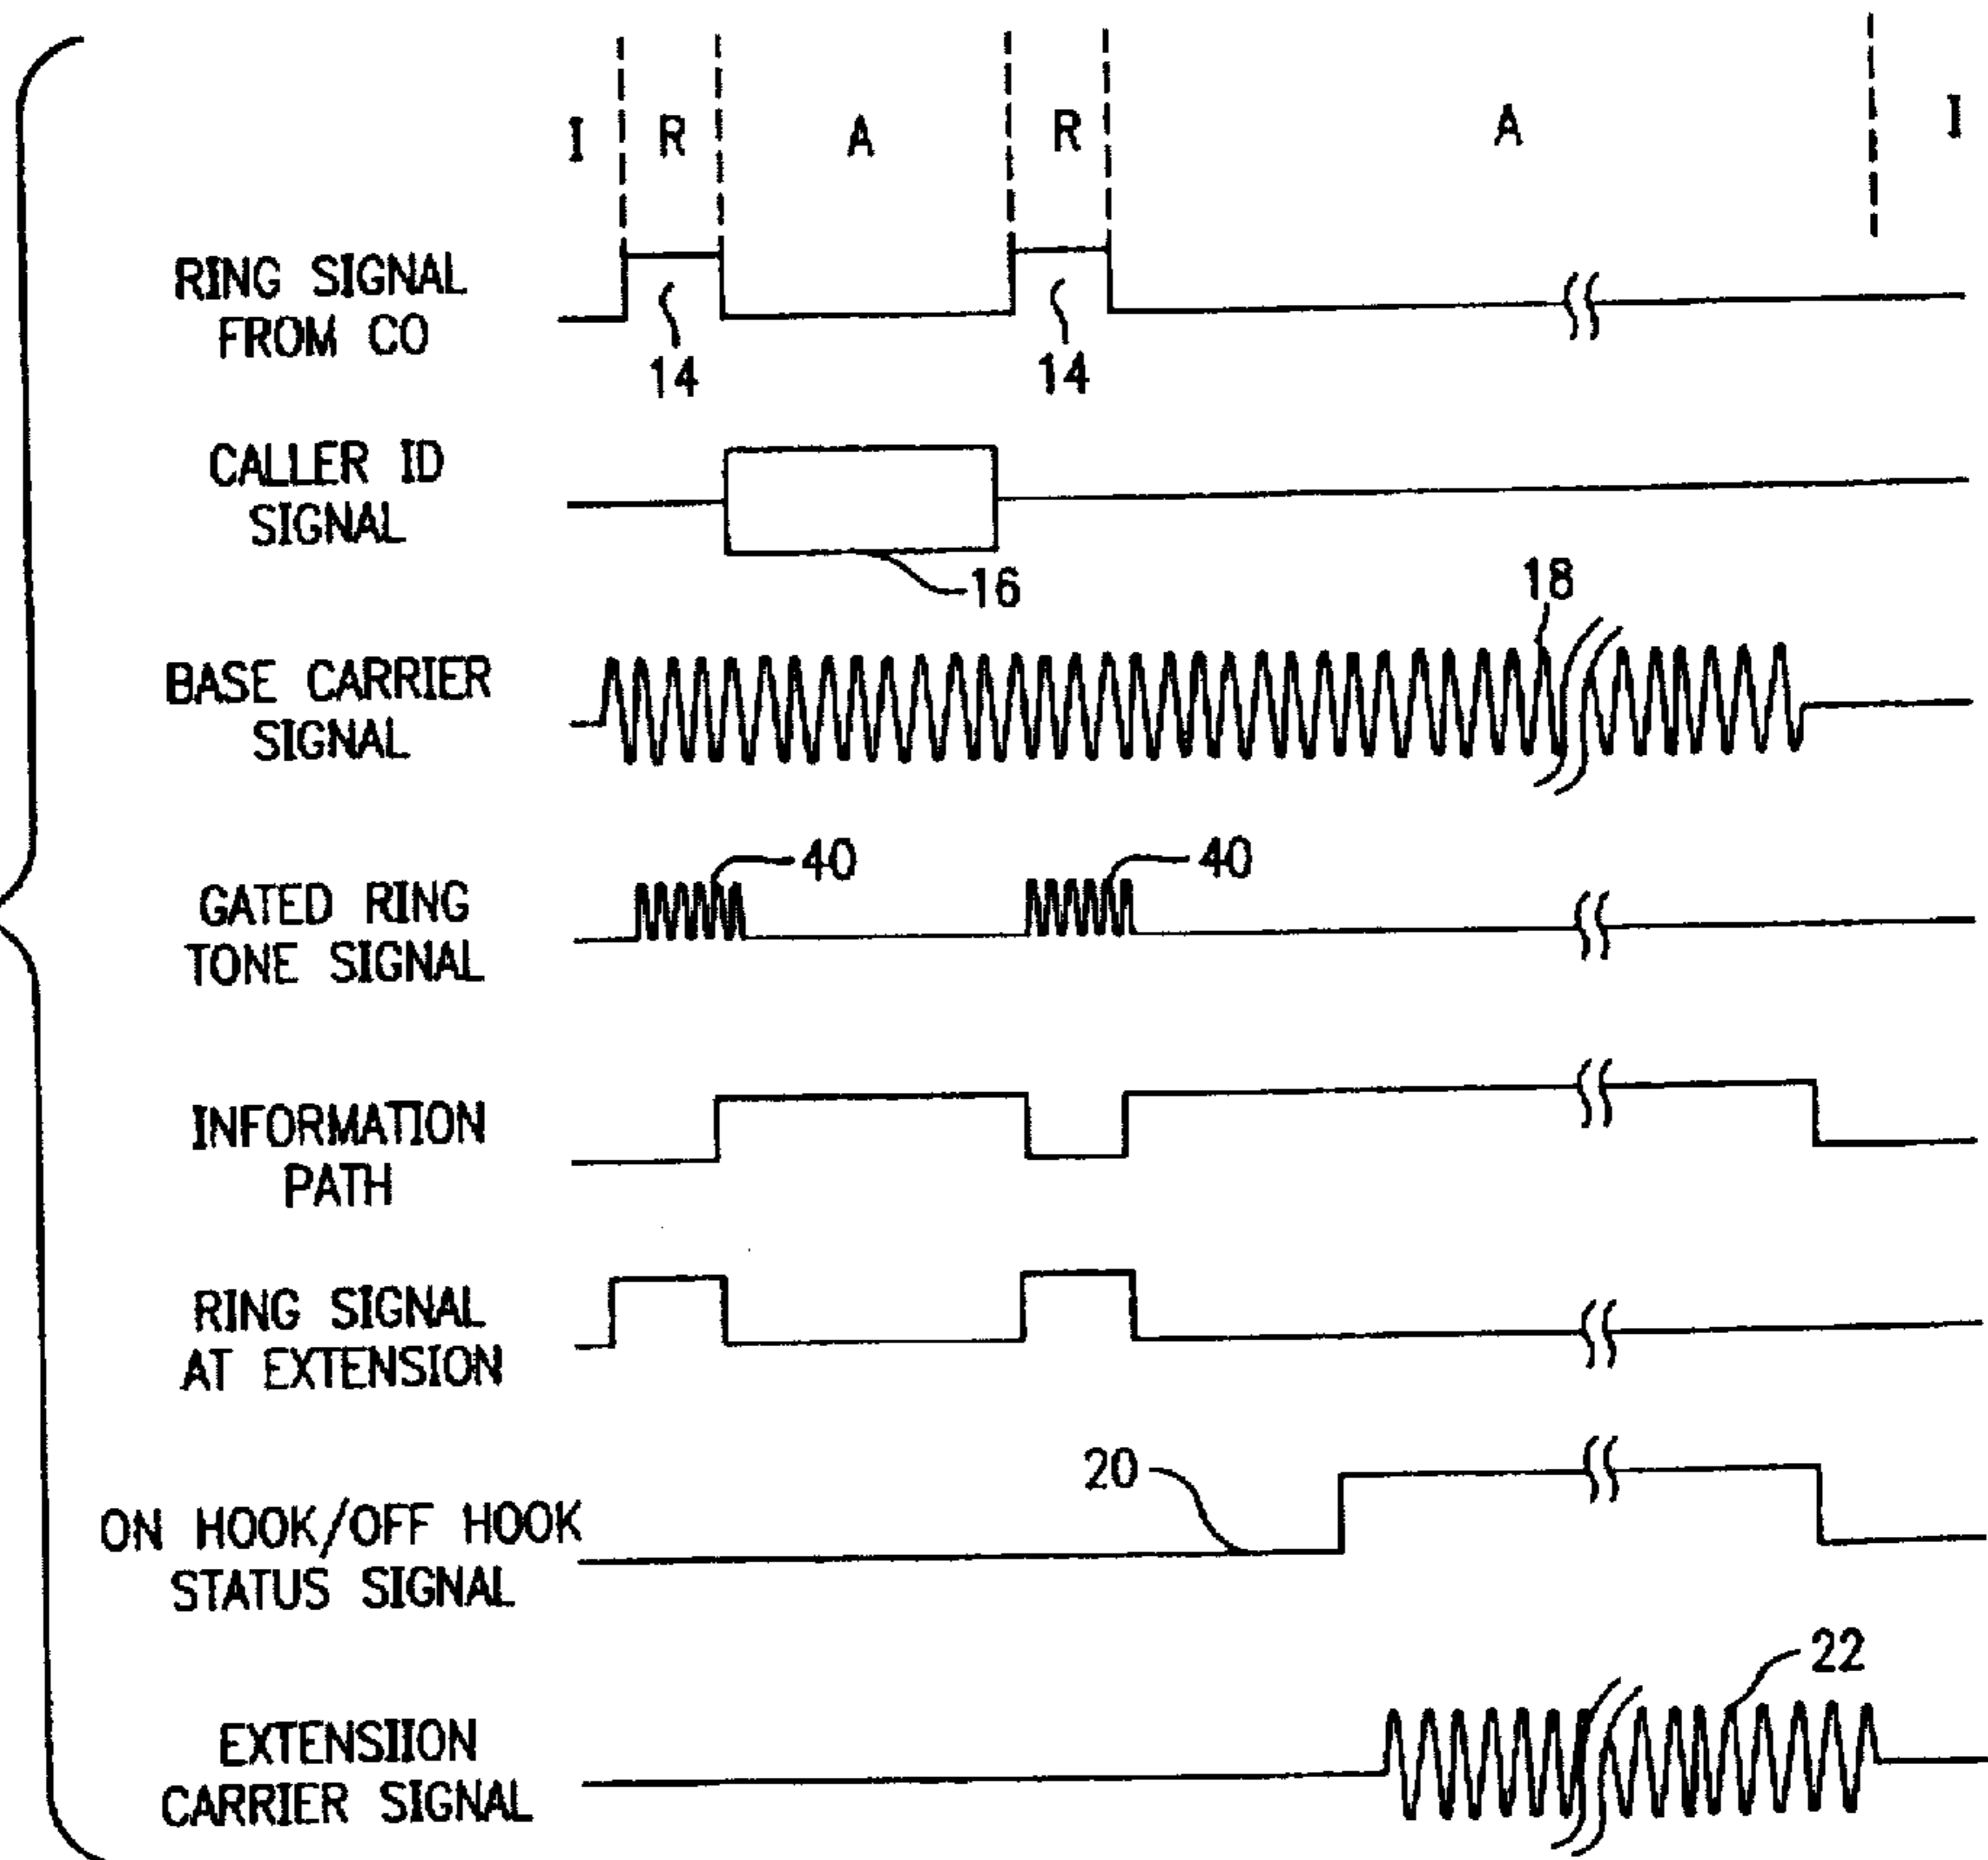 I R A R A I
RING SIGNAL
FROM CO
14 14
CALLER ID
SIGNAL
16
18
BASE CARRIER
SIGNAL
40 40
GATED RING
TONE SIGNAL
INFORMATION
PATH
RING SIGNAL
AT EXTENSION
20
ON HOOK/OFF HOOK
STATUS SIGNAL
22
EXTENSIION
CARRIER SIGNAL